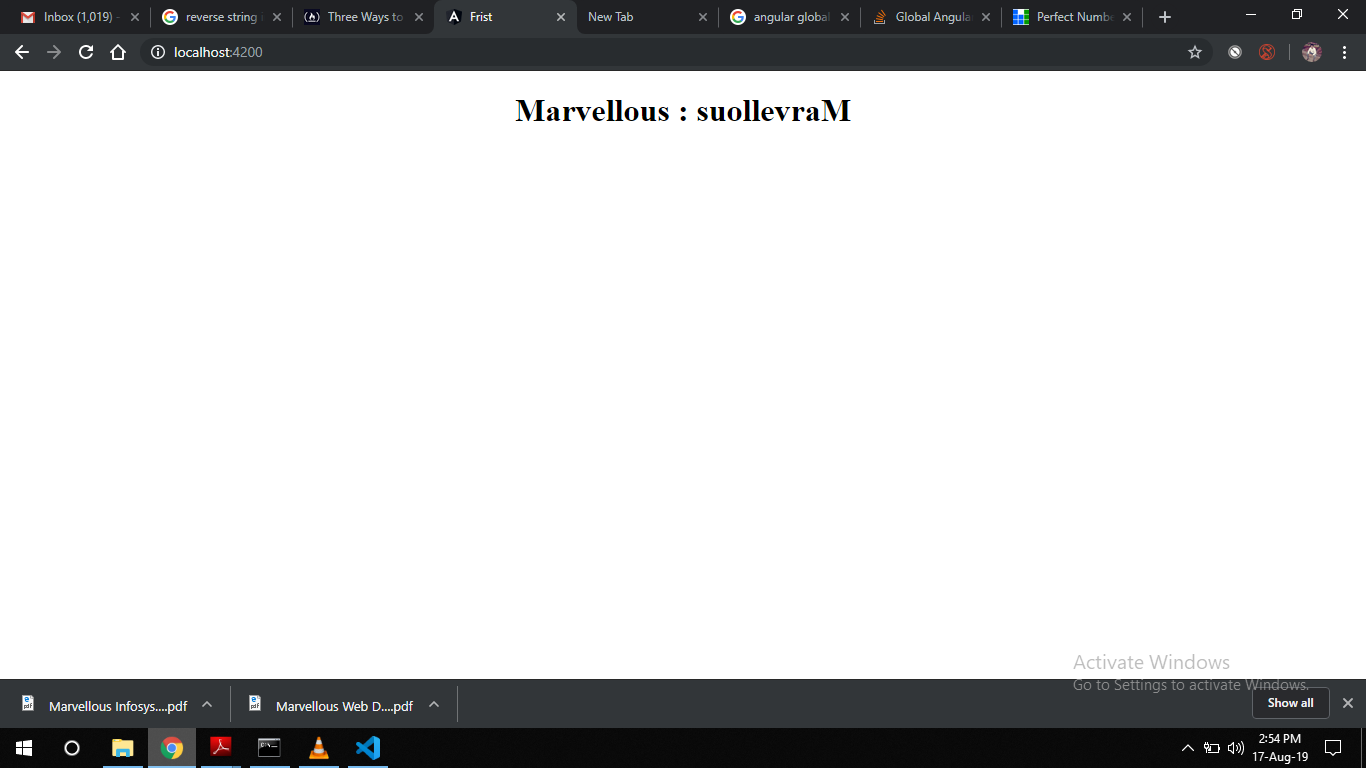 Inbox (1,019) -
reverse string i
Three Ways to
Frist
New Tab
angular global
Global Angula
Perfect Numbe
localhost:4200
Marvellous : suollevraM
Activate Windows
Go to Settings to activate Windows.
Marvellous Infosys....pdf
Marvellous Web D....pdf
Show all
2:54 PM
17-Aug-19